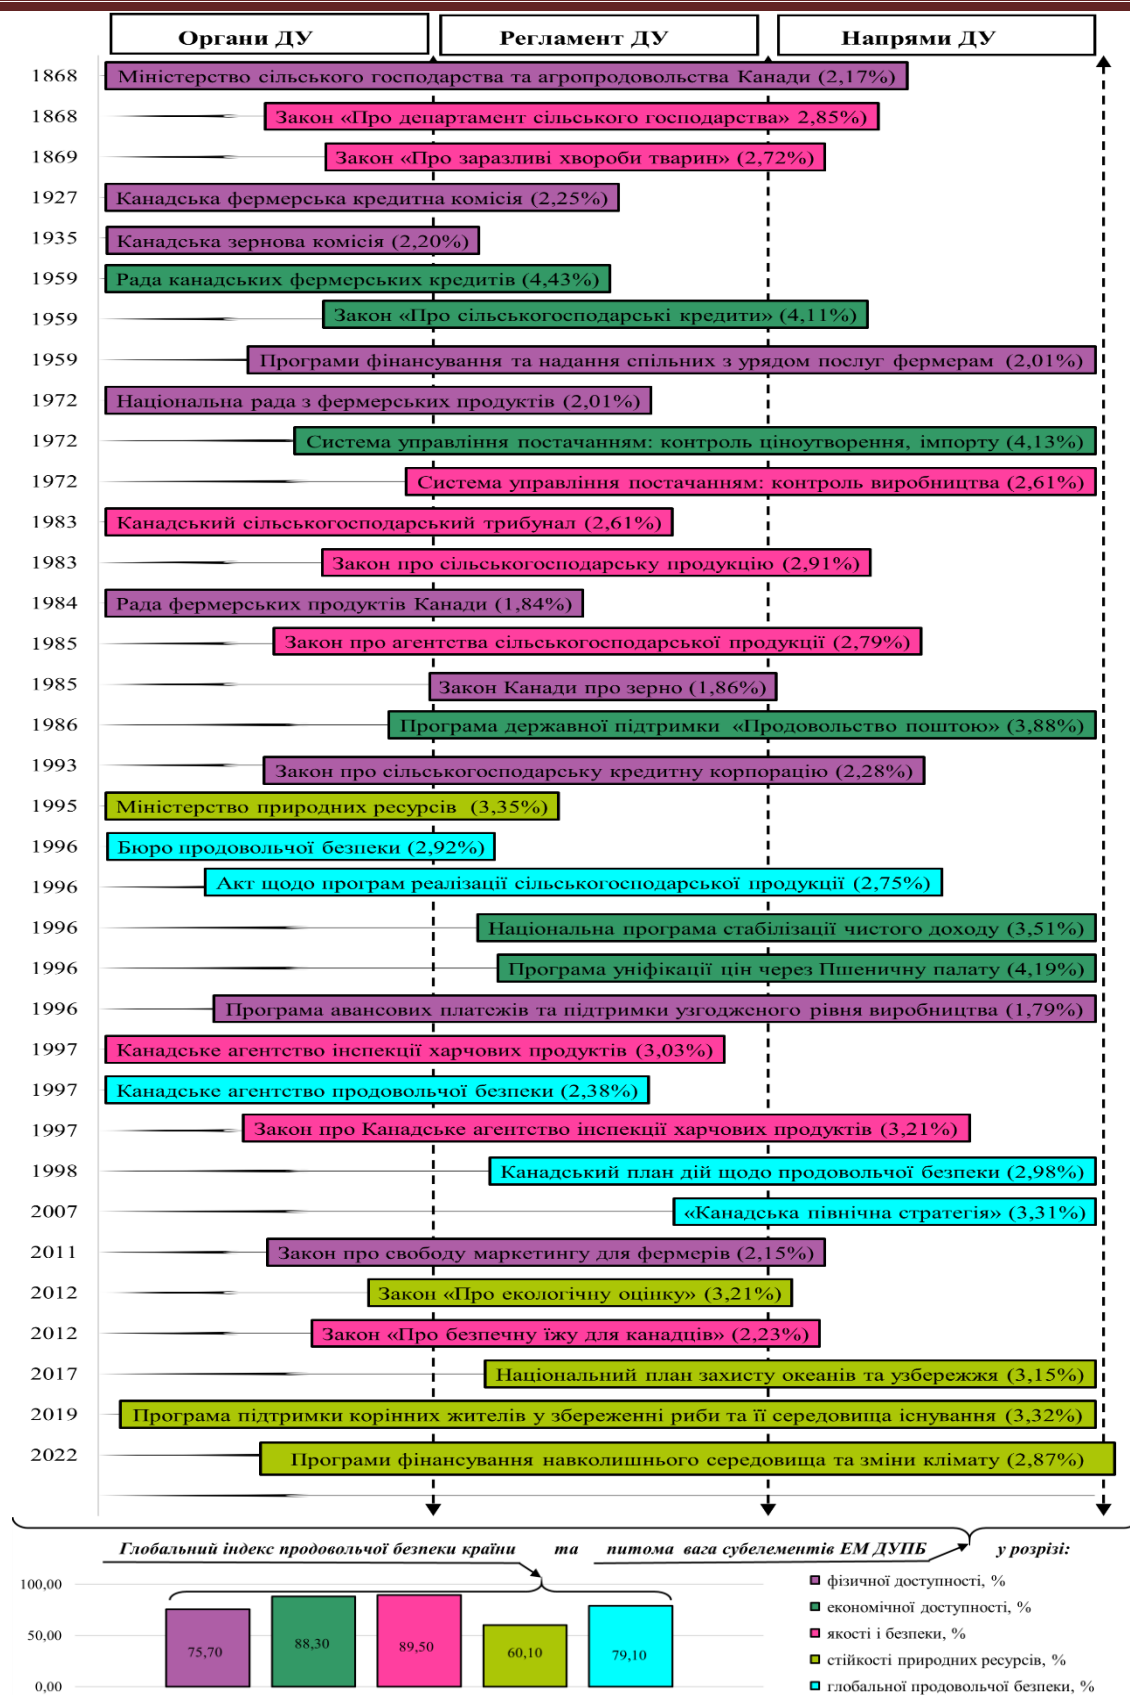 Органи ДУ
Регламент ДУ
Напрями ДУ
1868 Міністерство сільського господарства та агропродовольства Канади (2,17%)
1868 Закон «Про департамент сільського господарства» 2,85%)
1869 Закон «Про заразливі хвороби тварин» (2,72%)
1927 Канадська фермерська кредитна комісія (2,25%)
1935 Канадська зернова комісія (2,20%)
1959 Рада канадських фермерських кредитів (4,43%)
1959 Закон «Про сільськогосподарські кредити» (4,11%)
1959 Програми фінансування та надання спільних з урядом послуг фермерам (2,01%)
1972 Національна рада з фермерських продуктів (2,01%)
1972 Система управління постачанням: контроль ціноутворення, імпорту (4,13%)
1972 Система управління постачанням: контроль виробництва (2,61%)
1983 Канадський сільськогосподарський трибунал (2,61%)
1983 Закон про сільськогосподарську продукцію (2,91%)
1984 Рада фермерських продуктів Канади (1,84%)
1985 Закон про агентства сільськогосподарської продукції (2,79%)
1985 Закон Канади про зерно (1,86%)
1986 Програма державної підтримки «Продовольство поштою» (3,88%)
1993 Закон про сільськогосподарську кредитну корпорацію (2,28%)
1995 Міністерство природних ресурсів (3,35%)
1996 Бюро продовольчої безпеки (2,92%)
1996 Акт щодо програм реалізації сільськогосподарської продукції (2,75%)
1996 Національна програма стабілізації чистого доходу (3,51%)
1996 Програма уніфікації цін через Пшеничну палату (4,19%)
1996 Програма авансових платежів та підтримки узгодженого рівня виробництва (1,79%)
1997 Канадське агентство інспекції харчових продуктів (3,03%)
1997 Канадське агентство продовольчої безпеки (2,38%)
1997 Закон про Канадське агентство інспекції харчових продуктів (3,21%)
1998 Канадський план дій щодо продовольчої безпеки (2,98%)
2007 «Канадська північна стратегія» (3,31%)
2011 Закон про свободу маркетингу для фермерів (2,15%)
2012 Закон «Про екологічну оцінку» (3,21%)
2012 Закон «Про безпечну їжу для канадців» (2,23%)
2017 Національний план захисту океанів та узбережжя (3,15%)
2019 Програма підтримки корінних жителів у збереженні риби та її середовища існування (3,32%)
2022 Програми фінансування навколишнього середовища та зміни клімату (2,87%)
Глобальний індекс продовольчої безпеки країни та питома вага субелементів ЕМ ДУПБ у розрізі:
100,00
50,00
0,00
75,70
88,30
89,50
60,10
79,10
фізичної доступності, %
економічної доступності, %
якості і безпеки, %
стійкості природних ресурсів, %
глобальної продовольчої безпеки, %